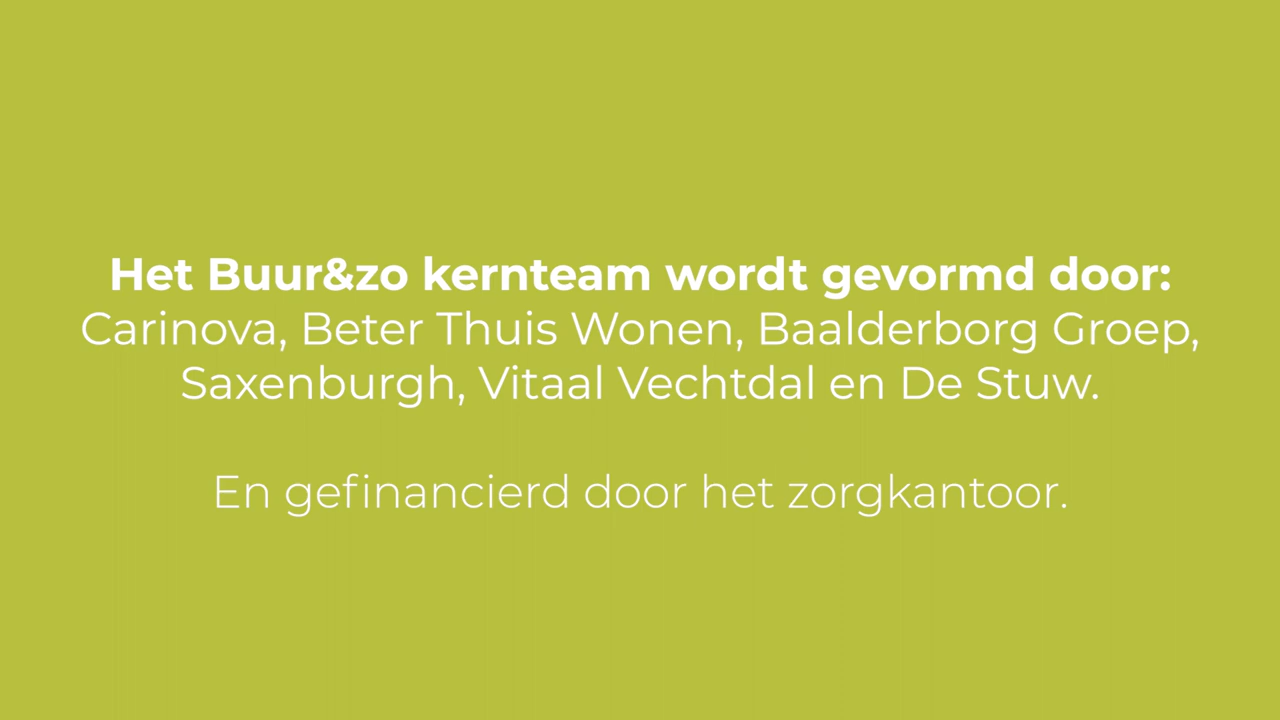 Het Buur&zo kernteam wordt gevormd door:
Carinova, Beter Thuis Wonen, Baalderborg Groep,
Saxenburgh, Vitaal Vechtdal en De Stuw.
En gefinancierd door het zorgkantoor.